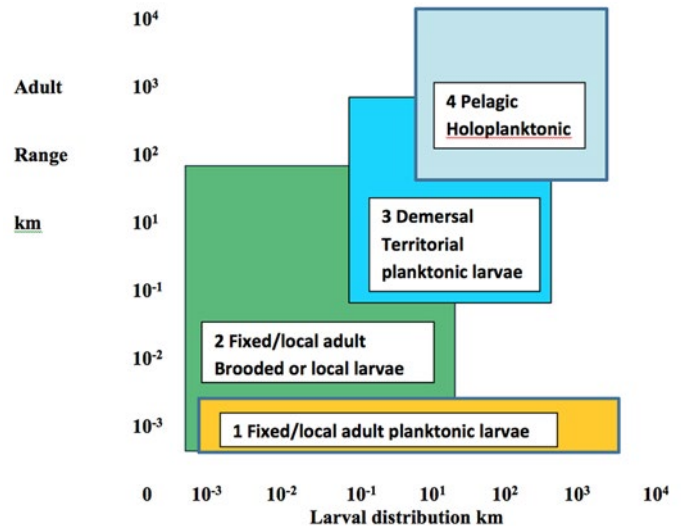 10⁴
Adult 10³
4 Pelagic
Holoplanktonic
Range 10²
km 10¹
3 Demersal
Territorial
planktonic larvae
10⁻¹
2 Fixed/local adult
Brooded or local larvae
10⁻²
10⁻³
1 Fixed/local adult planktonic larvae
0 10⁻³ 10⁻² 10⁻¹ 10¹ 10² 10³ 10⁴
Larval distribution km